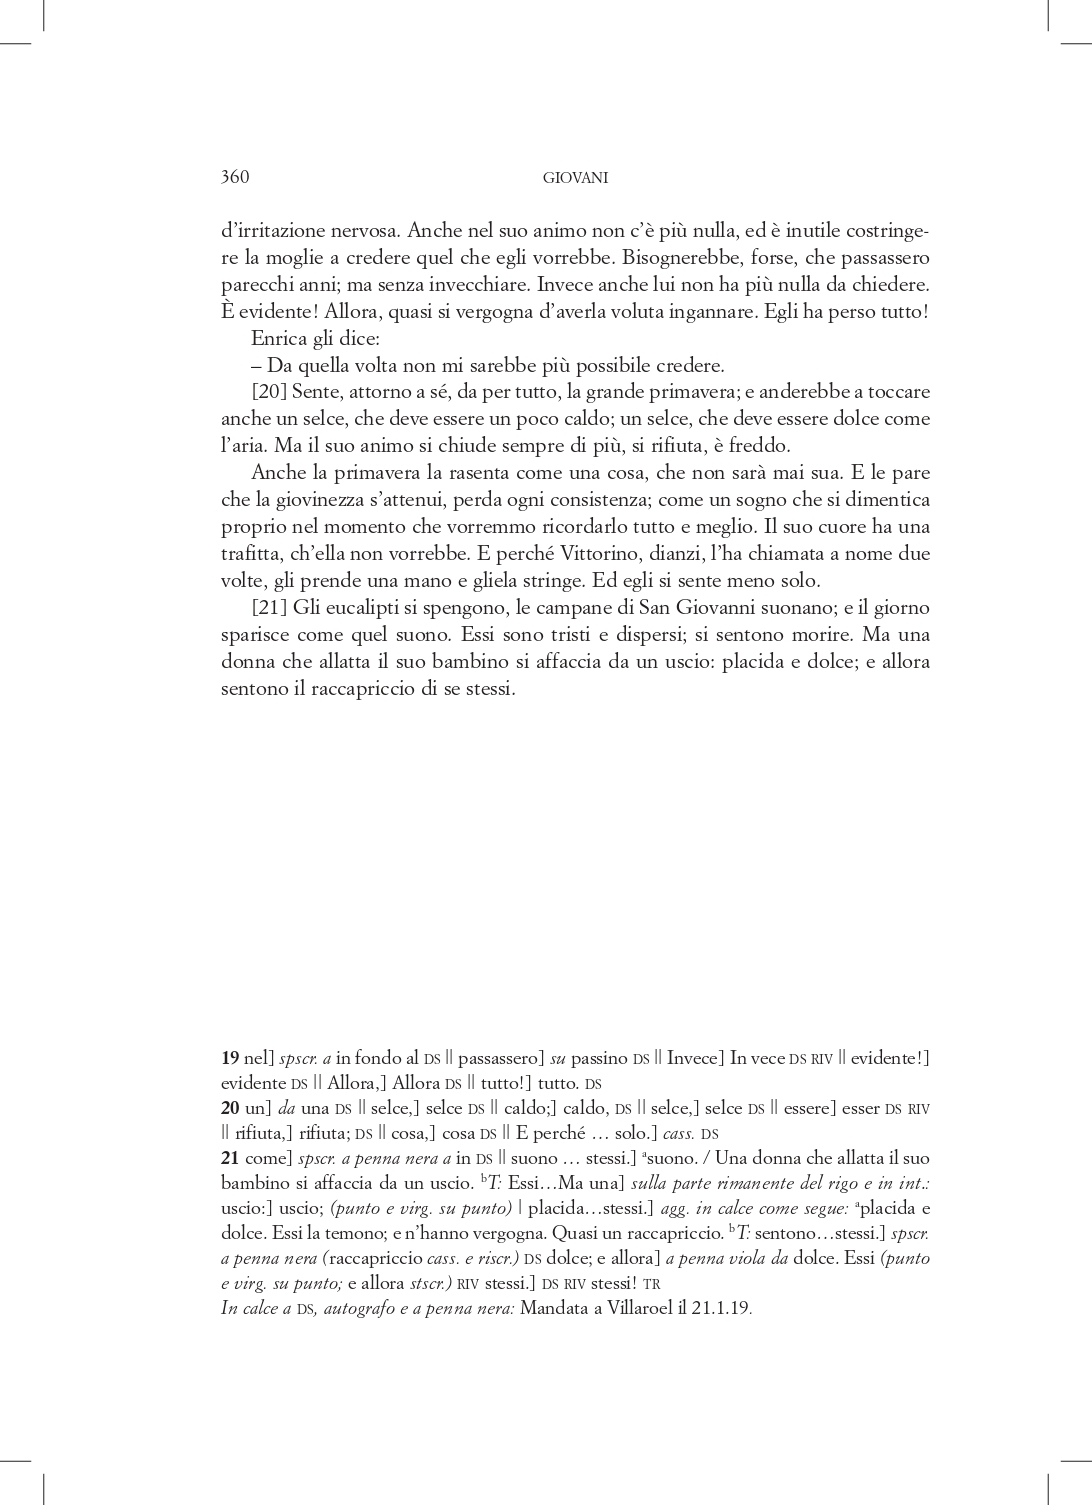 360 GIOVANI
d’irritazione nervosa. Anche nel suo animo non c’è più nulla, ed è inutile costringe-
re la moglie a credere quel che egli vorrebbe. Bisognerebbe, forse, che passassero
parecchi anni; ma senza invecchiare. Invece anche lui non ha più nulla da chiedere.
È evidente! Allora, quasi si vergogna d’averla voluta ingannare. Egli ha perso tutto!
Enrica gli dice:
– Da quella volta non mi sarebbe più possibile credere.
[20] Sente, attorno a sé, da per tutto, la grande primavera; e anderebbe a toccare
anche un selce, che deve essere un poco caldo; un selce, che deve essere dolce come
l’aria. Ma il suo animo si chiude sempre di più, si rifiuta, è freddo.
Anche la primavera la rasenta come una cosa, che non sarà mai sua. E le pare
che la giovinezza s’attenui, perda ogni consistenza; come un sogno che si dimentica
proprio nel momento che vorremmo ricordarlo tutto e meglio. Il suo cuore ha una
trafitta, ch’ella non vorrebbe. E perché Vittorino, dianzi, l’ha chiamata a nome due
volte, gli prende una mano e gliela stringe. Ed egli si sente meno solo.
[21] Gli eucalipti si spengono, le campane di San Giovanni suonano; e il giorno
sparisce come quel suono. Essi sono tristi e dispersi; si sentono morire. Ma una
donna che allatta il suo bambino si affaccia da un uscio: placida e dolce; e allora
sentono il raccapriccio di se stessi.
19 nel] spscr. a in fondo al DS || passassero] su passino DS || Invece] In vece DS RIV || evidente!]
evidente DS || Allora,] Allora DS || tutto!] tutto. DS
20 un] da una DS || selce,] selce DS || caldo;] caldo, DS || selce,] selce DS || essere] esser DS RIV
|| rifiuta,] rifiuta; DS || cosa,] cosa DS || E perché … solo.] cass. DS
21 come] spscr. a penna nera a in DS || suono … stessi.] ᵃsuono. / Una donna che allatta il suo
bambino si affaccia da un uscio. ᵇT: Essi…Ma una] sulla parte rimanente del rigo e in int.:
uscio:] uscio; (punto e virg. su punto) | placida…stessi.] agg. in calce come segue: ᵃplacida e
dolce. Essi la temono; e n’hanno vergogna. Quasi un raccapriccio. ᵇT: sentono…stessi.] spscr.
a penna nera (raccapriccio cass. e riscr.) DS dolce; e allora] a penna viola da dolce. Essi (punto
e virg. su punto; e allora stscr.) RIV stessi.] DS RIV stessi! TR
In calce a DS, autografo e a penna nera: Mandata a Villaroel il 21.1.19.